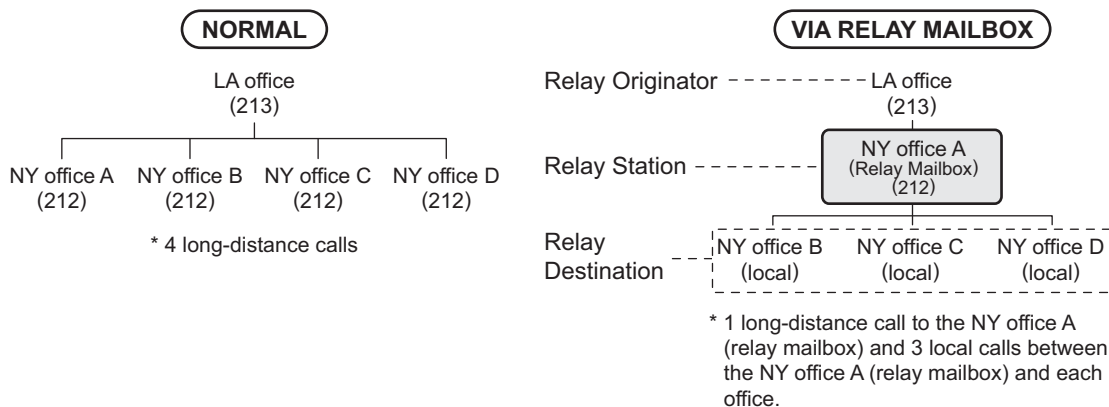 NORMAL
LA office
(213)
NY office A NY office B NY office C NY office D
(212) (212) (212) (212)
* 4 long-distance calls
VIA RELAY MAILBOX
Relay Originator LA office
(213)
Relay Station NY office A
(Relay Mailbox)
(212)
Relay
Destination
NY office B NY office C NY office D
(local) (local) (local)
* 1 long-distance call to the NY office A
(relay mailbox) and 3 local calls between
the NY office A (relay mailbox) and each
office.